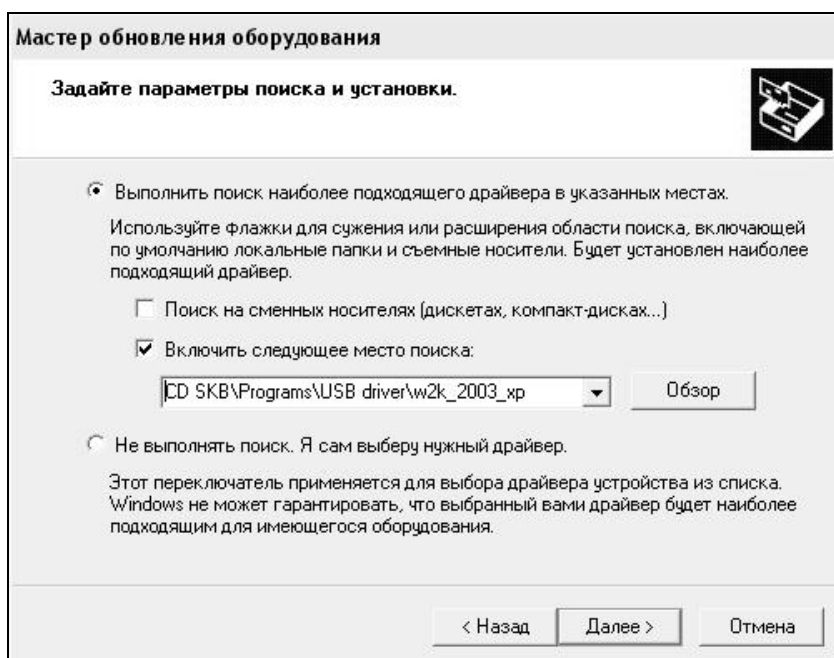 Мастер обновления оборудования
Задайте параметры поиска и установки.
Выполнить поиск наиболее подходящего драйвера в указанных местах.
Используйте флажки для сужения или расширения области поиска, включающей
по умолчанию локальные папки и съемные носители. Будет установлен наиболее
подходящий драйвер.
Поиск на сменных носителях (дискетах, компакт-дисках...)
Включить следующее место поиска:
CD SKB\Programs\USB driver\w2k_2003_xp
Обзор
Не выполнять поиск. Я сам выберу нужный драйвер.
Этот переключатель применяется для выбора драйвера устройства из списка.
Windows не может гарантировать, что выбранный вами драйвер будет наиболее
подходящим для имеющегося оборудования.
< Назад
Далее >
Отмена